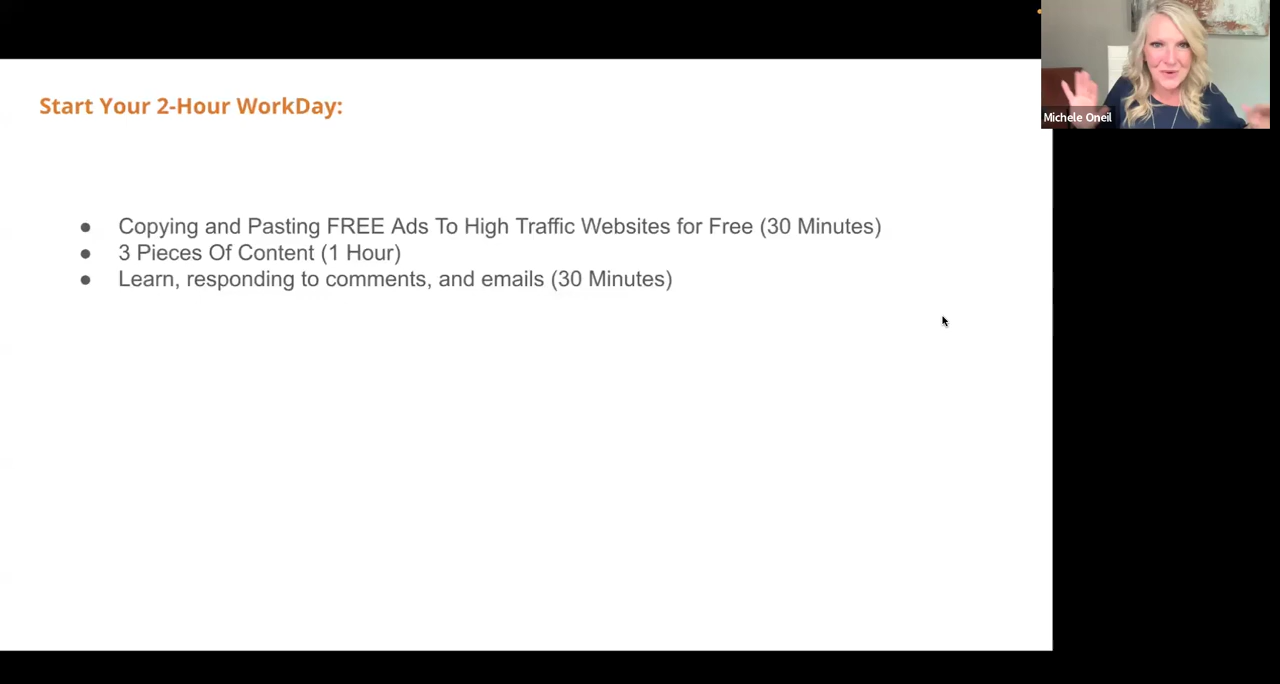 Start Your 2-Hour WorkDay:
● Copying and Pasting FREE Ads To High Traffic Websites for Free (30 Minutes)
● 3 Pieces Of Content (1 Hour)
● Learn, responding to comments, and emails (30 Minutes)
Michele Oneil